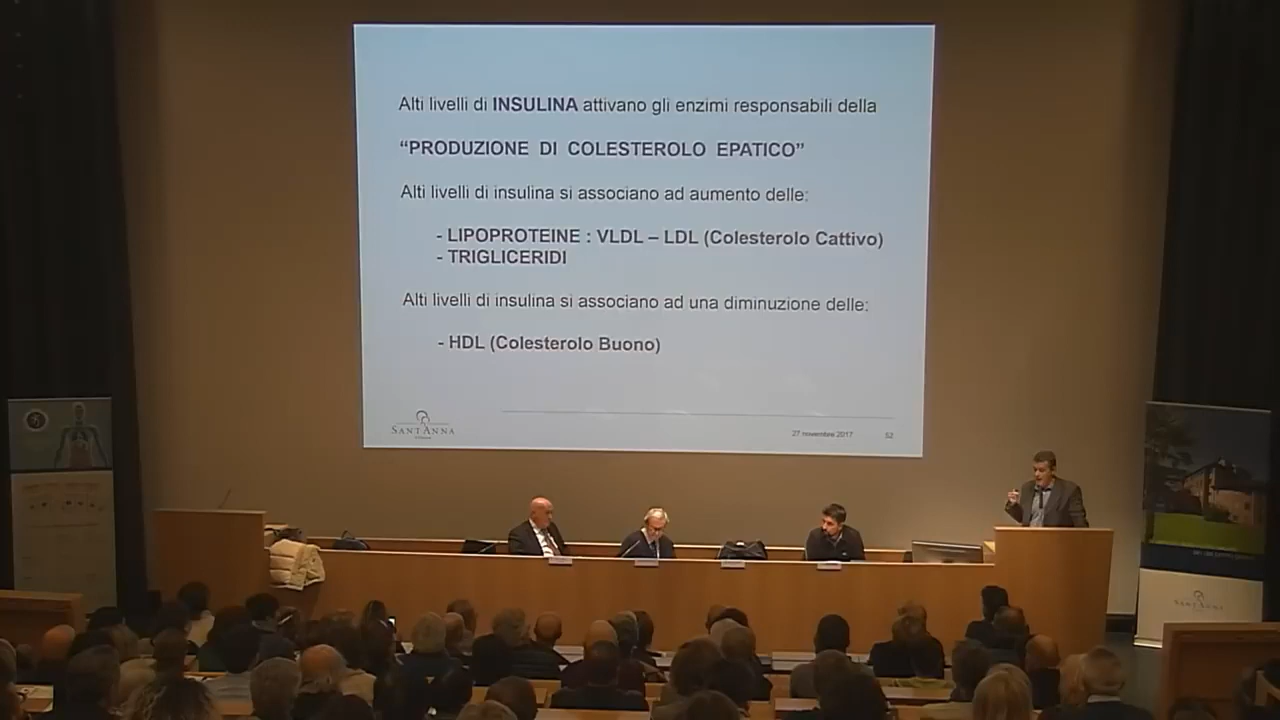 Alti livelli di INSULINA attivano gli enzimi responsabili della
“PRODUZIONE DI COLESTEROLO EPATICO”
Alti livelli di insulina si associano ad aumento delle:
- LIPOPROTEINE : VLDL – LDL (Colesterolo Cattivo)
- TRIGLICERIDI
Alti livelli di insulina si associano ad una diminuzione delle:
- HDL (Colesterolo Buono)
SANT'ANNA
27 novembre 2017 52
SANT'ANNA